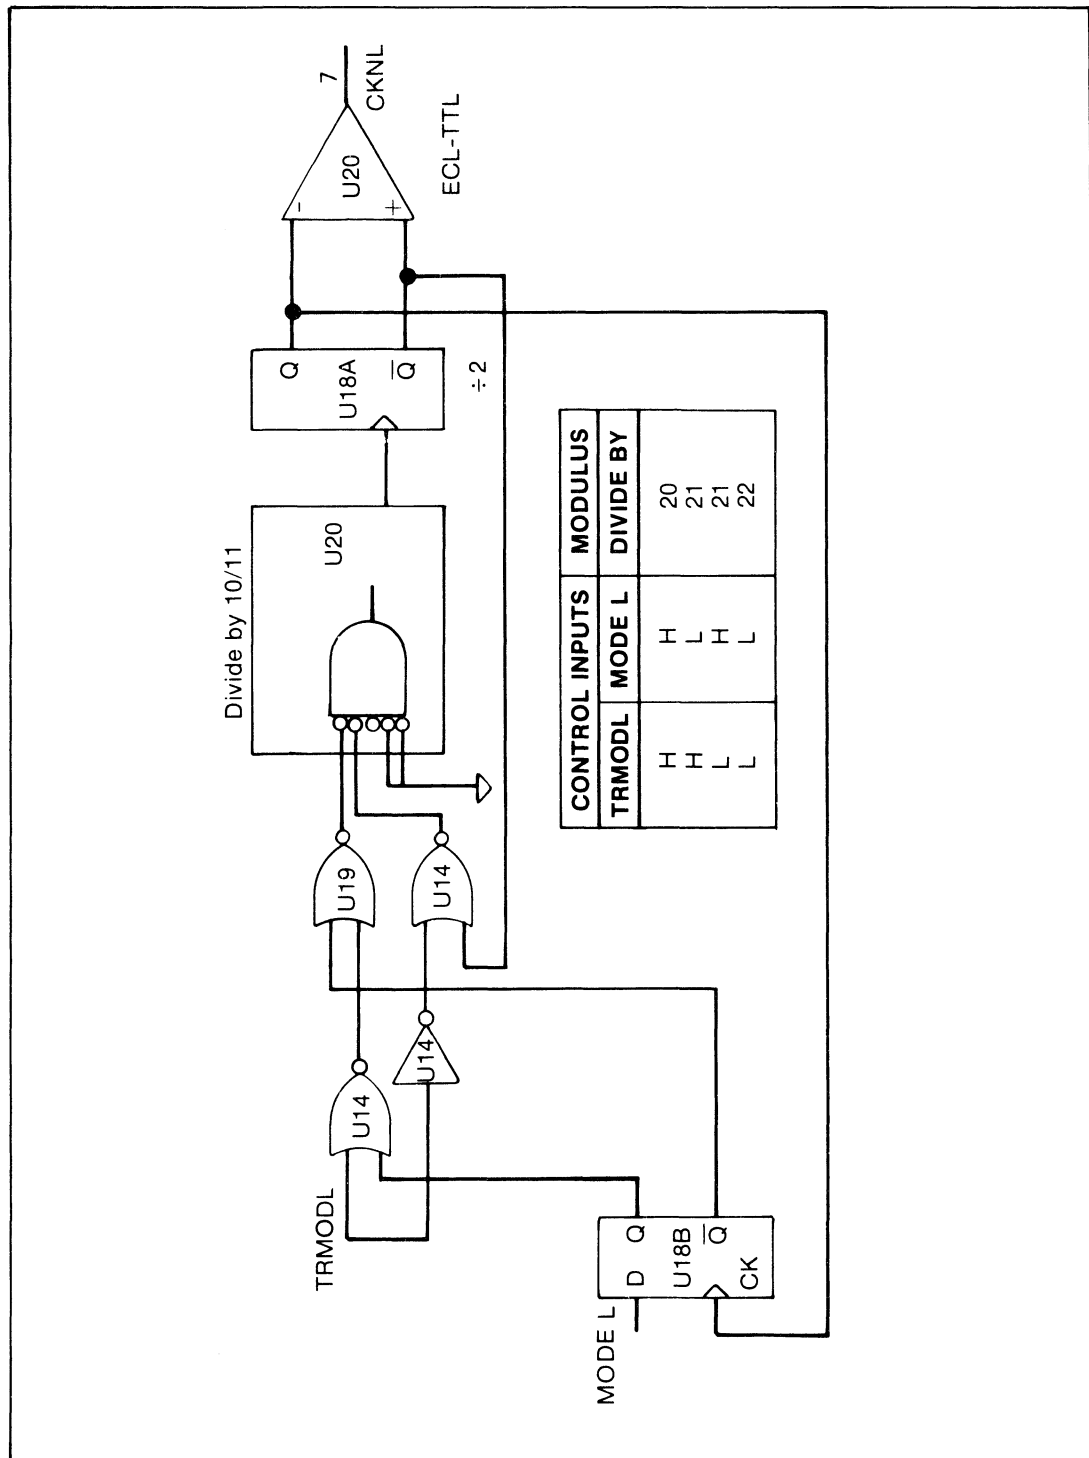 Divide by 10/11
U20
U19
U14
U14
U14
TRMODL
MODE L
D Q
U18B
Q
CK
Q
U18A
Q
÷2
-
U20
+
7
CKNL
ECL-TTL
CONTROL INPUTS MODULUS
TRMODL MODE L DIVIDE BY
H H 20
H L 21
L H 21
L L 22